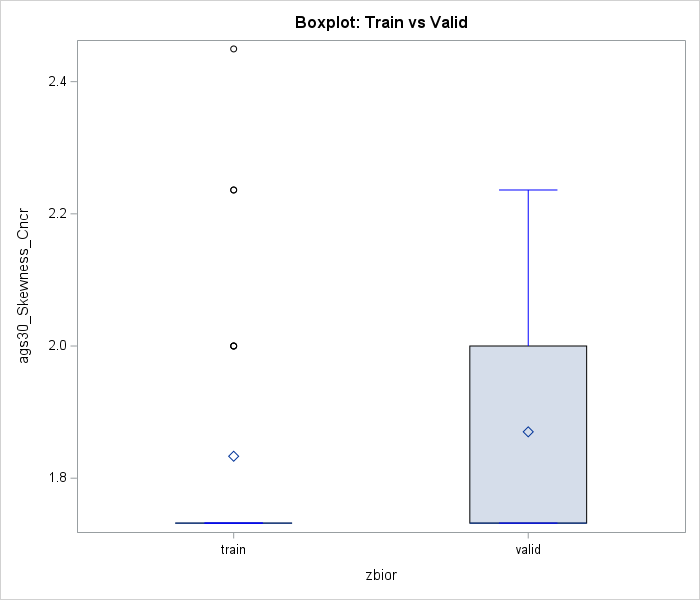 Boxplot: Train vs Valid
2.4
2.2
2.0
1.8
ags30_Skewness_Cncr
train
valid
zbior